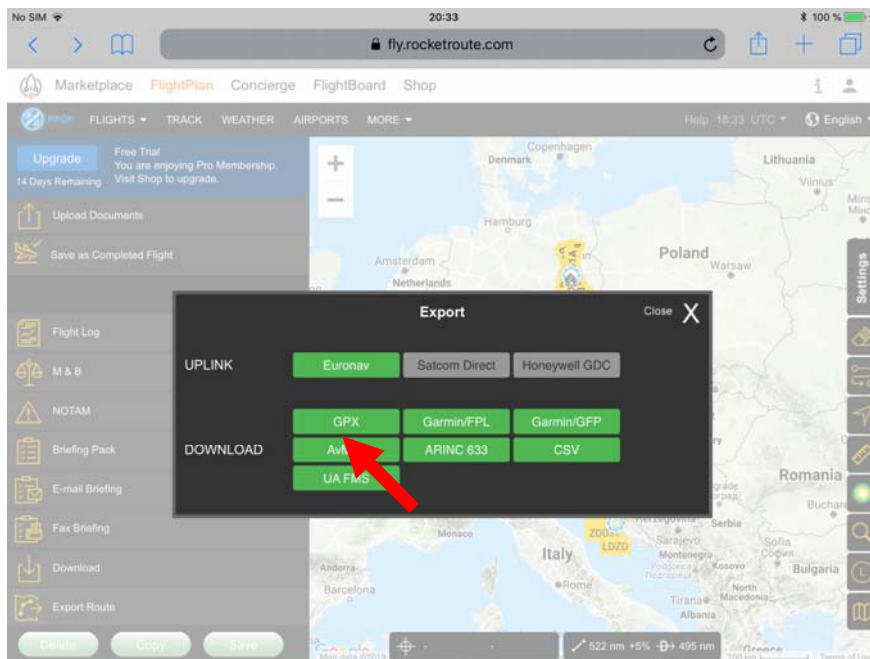 No SIM 20:33 100 %
fly.rocketroute.com
Marketplace FlightPlan Concierge FlightBoard Shop
FLIGHTS TRACK WEATHER AIRPORTS MORE Help 18:33 UTC English
Upgrade
14 Days Remaining
Free Trial
You are enjoying Pro Membership.
Visit Shop to upgrade.
Upload Documents
Save as Completed Flight
Flight Log
M & B
NOTAM
Briefing Pack
E-mail Briefing
Fax Briefing
Download
Export Route
Delete Copy Save
Copenhagen
Denmark
Lithuania
Vilnius
Hamburg
Amsterdam
Netherlands
Poland
Warsaw
Settings
Export Close X
UPLINK Euronav Satcom Direct Honeywell GDC
GPX Garmin/FPL Garmin/GFP
DOWNLOAD ARINC 633 CSV
UA FMS
Romania
Monaco
Serbia
Sarajevo
LDZD
Italy
Montenegro
Kosovo
Sofia
София
Bulgaria
Andorra
Barcelona
Rome
North
Macedonia
Tirana
Albania
522 nm +5% 495 nm
Greece